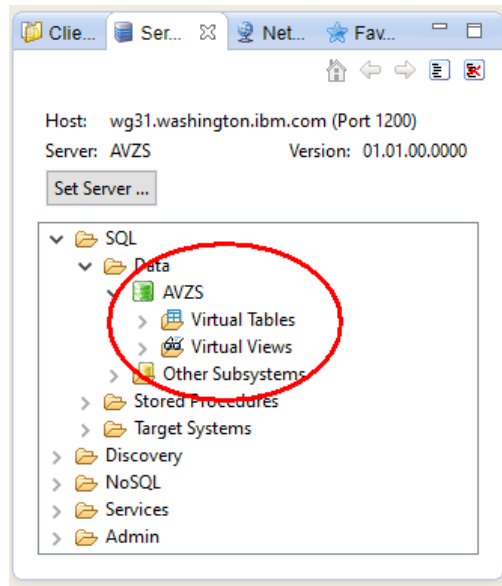 Clie... Ser... Net... Fav...
Host: wg31.washington.ibm.com (Port 1200)
Server: AVZS Version: 01.01.00.0000
Set Server ...
SQL
Data
AVZS
Virtual Tables
Virtual Views
Other Subsystems
Stored Procedures
Target Systems
Discovery
NoSQL
Services
Admin